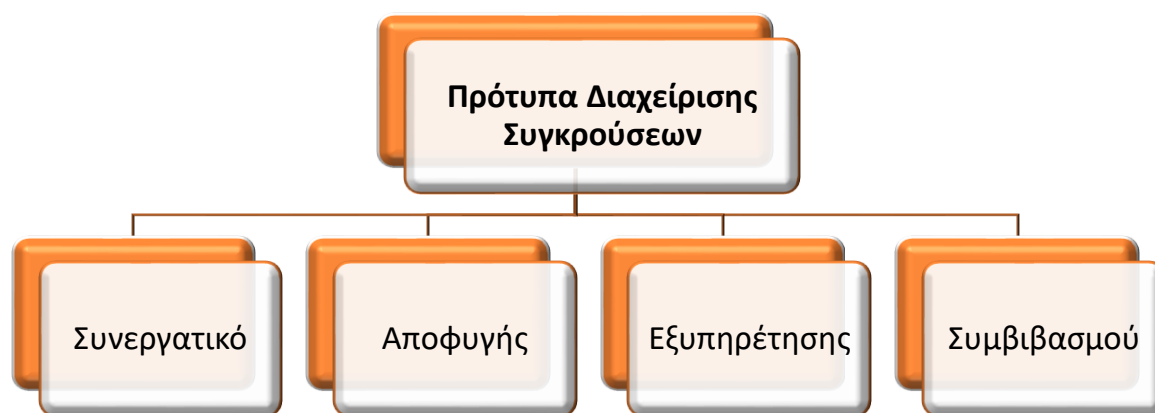 Πρότυπα Διαχείρισης
Συγκρούσεων
Συνεργατικό
Αποφυγής
Εξυπηρέτησης
Συμβιβασμού